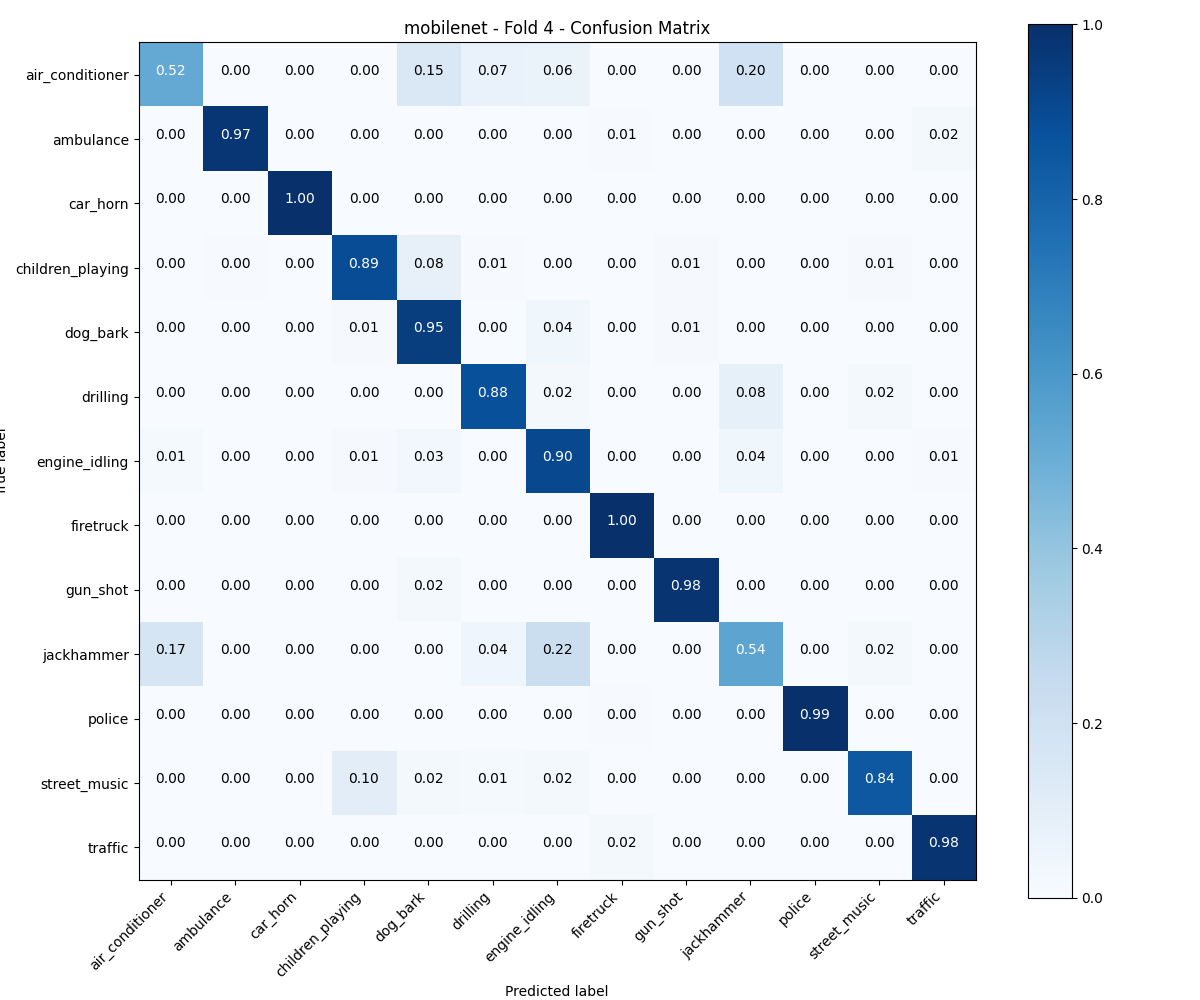 mobilenet - Fold 4 - Confusion Matrix
air_conditioner 0.52 0.00 0.00 0.00 0.15 0.07 0.06 0.00 0.00 0.20 0.00 0.00 0.00
ambulance 0.00 0.97 0.00 0.00 0.00 0.00 0.00 0.01 0.00 0.00 0.00 0.00 0.02
car_horn 0.00 0.00 1.00 0.00 0.00 0.00 0.00 0.00 0.00 0.00 0.00 0.00 0.00
children_playing 0.00 0.00 0.00 0.89 0.08 0.01 0.00 0.00 0.01 0.00 0.00 0.01 0.00
dog_bark 0.00 0.00 0.00 0.01 0.95 0.00 0.04 0.00 0.01 0.00 0.00 0.00 0.00
drilling 0.00 0.00 0.00 0.00 0.00 0.88 0.02 0.00 0.00 0.08 0.00 0.02 0.00
engine_idling 0.01 0.00 0.00 0.01 0.03 0.00 0.90 0.00 0.00 0.04 0.00 0.00 0.01
firetruck 0.00 0.00 0.00 0.00 0.00 0.00 0.00 1.00 0.00 0.00 0.00 0.00 0.00
gun_shot 0.00 0.00 0.00 0.00 0.02 0.00 0.00 0.00 0.98 0.00 0.00 0.00 0.00
jackhammer 0.17 0.00 0.00 0.00 0.00 0.04 0.22 0.00 0.00 0.54 0.00 0.02 0.00
police 0.00 0.00 0.00 0.00 0.00 0.00 0.00 0.00 0.00 0.00 0.99 0.00 0.00
street_music 0.00 0.00 0.00 0.10 0.02 0.01 0.02 0.00 0.00 0.00 0.00 0.84 0.00
traffic 0.00 0.00 0.00 0.00 0.00 0.00 0.00 0.02 0.00 0.00 0.00 0.00 0.98
air_conditioner ambulance car_horn children_playing dog_bark drilling engine_idling firetruck gun_shot jackhammer police street_music traffic
Predicted label
1.0
0.8
0.6
0.4
0.2
0.0